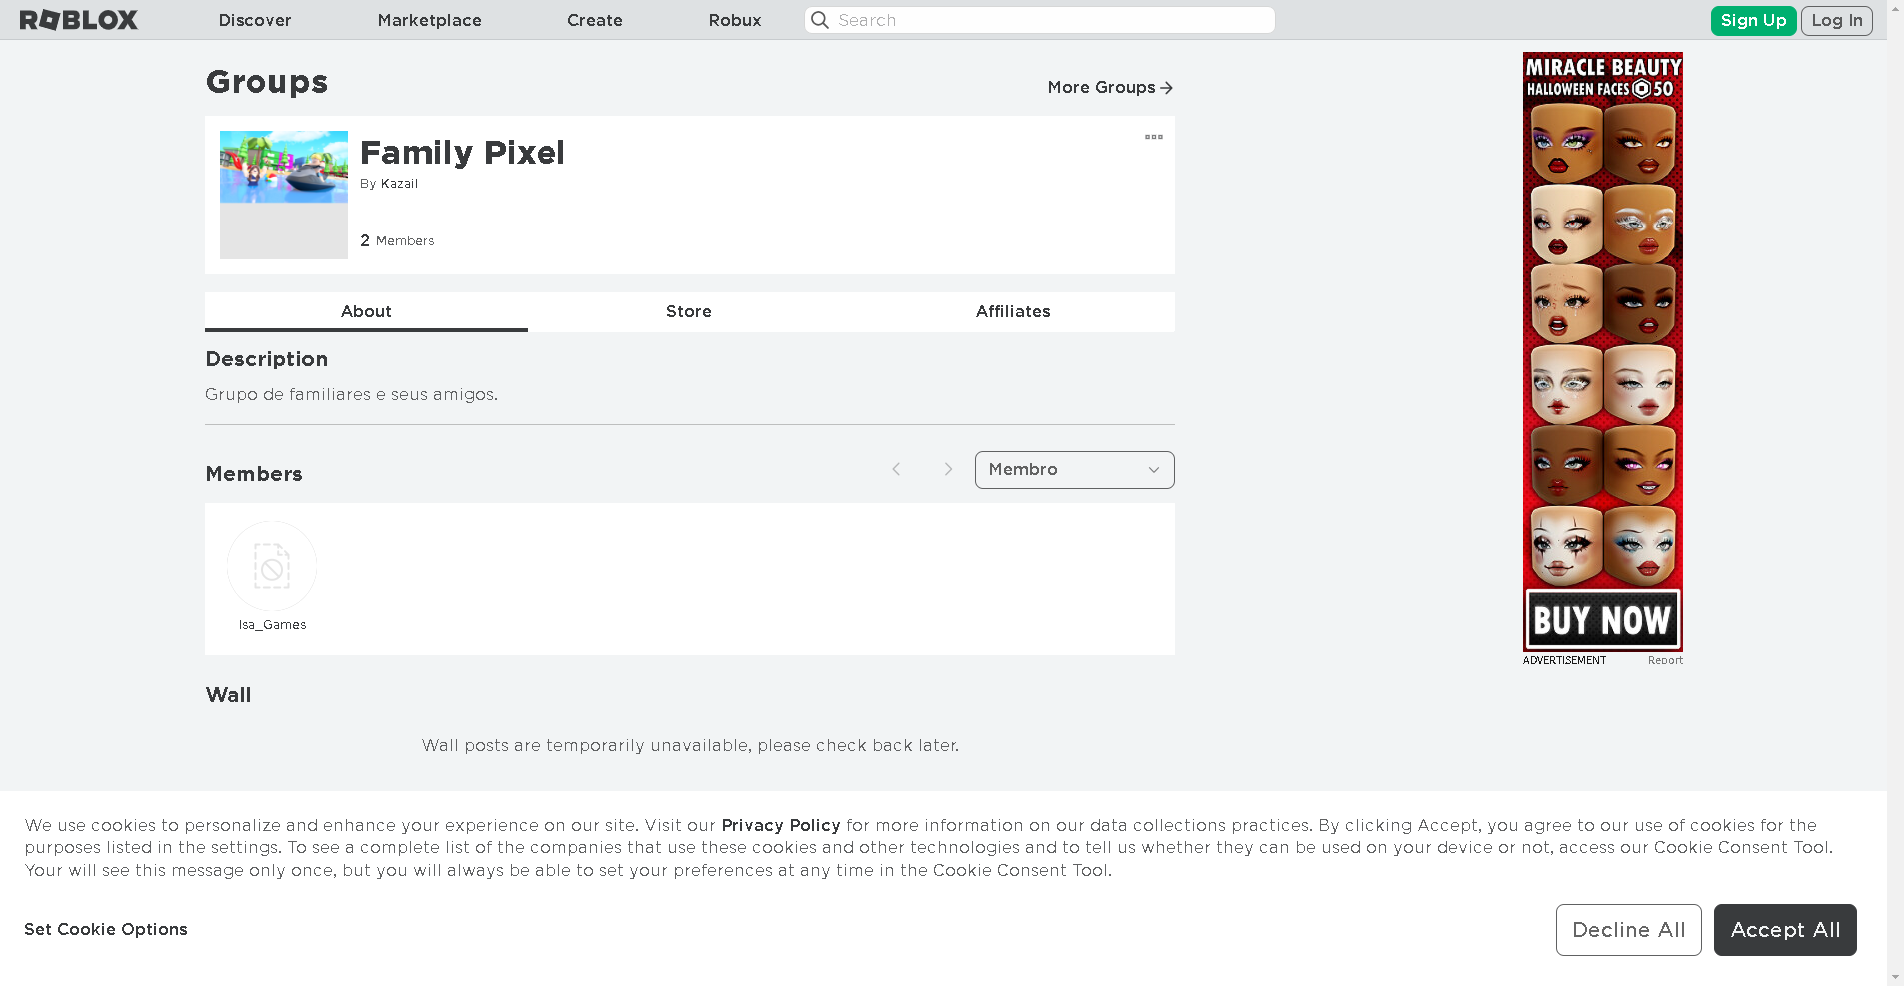 ROBLOX
Discover
Marketplace
Create
Robux
Search
Sign Up
Log In
Groups
More Groups
Family Pixel
By Kazail
2 Members
About
Store
Affiliates
Description
Grupo de familiares e seus amigos.
Members
Membro
Isa_Games
Wall
Wall posts are temporarily unavailable, please check back later.
MIRACLE BEAUTY
HALLOWEEN FACES 50
BUY NOW
ADVERTISEMENT
Report
We use cookies to personalize and enhance your experience on our site. Visit our Privacy Policy for more information on our data collections practices. By clicking Accept, you agree to our use of cookies for the
purposes listed in the settings. To see a complete list of the companies that use these cookies and other technologies and to tell us whether they can be used on your device or not, access our Cookie Consent Tool.
Your will see this message only once, but you will always be able to set your preferences at any time in the Cookie Consent Tool.
Set Cookie Options
Decline All
Accept All